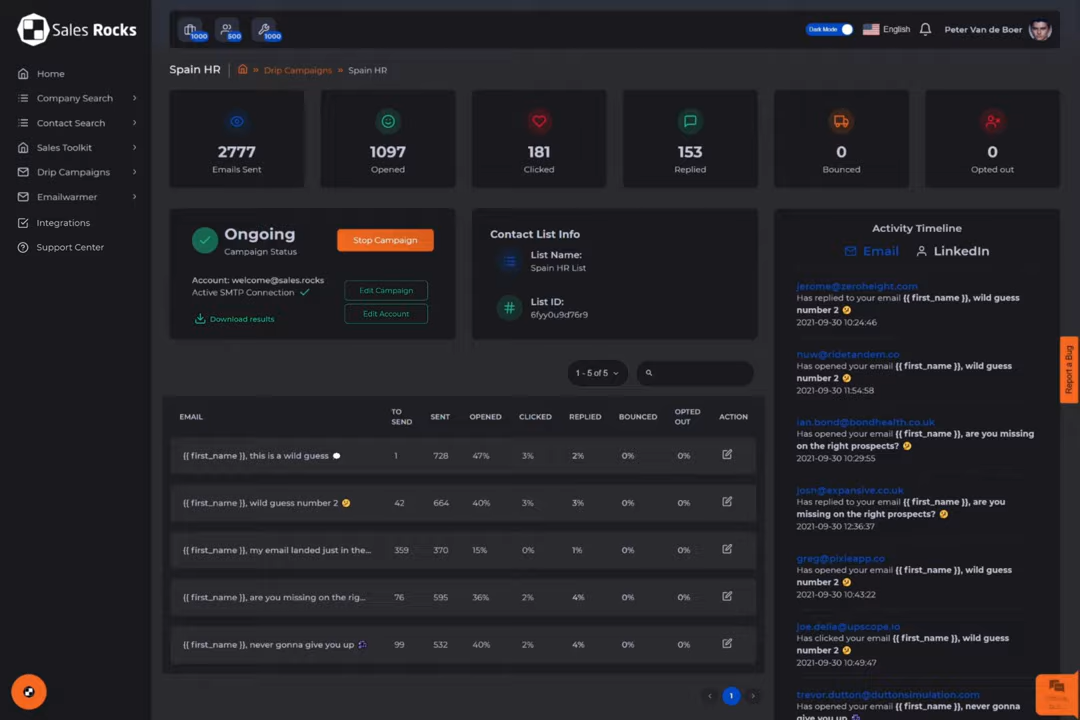 Sales Rocks
1000
500
1000
Dark Mode
English
Peter Van de Boer
Home
Company Search
Contact Search
Sales Toolkit
Drip Campaigns
Emailwarmer
Integrations
Support Center
Spain HR
» Drip Campaigns » Spain HR
2777
Emails Sent
1097
Opened
181
Clicked
153
Replied
0
Bounced
0
Opted out
Ongoing
Campaign Status
Stop Campaign
Account: welcome@sales.rocks
Active SMTP Connection
Edit Campaign
Edit Account
Download results
Contact List Info
List Name:
Spain HR List
List ID:
6fyy0u9d76r9
1 - 5 of 5
EMAIL TO SEND SENT OPENED CLICKED REPLIED BOUNCED OPTED OUT ACTION
{{ first_name }}, this is a wild guess 1 728 47% 3% 2% 0% 0%
{{ first_name }}, wild guess number 2 42 664 40% 3% 3% 0% 0%
{{ first_name }}, my email landed just in the... 359 370 15% 0% 1% 0% 0%
{{ first_name }}, are you missing on the rig... 76 595 36% 2% 4% 0% 0%
{{ first_name }}, never gonna give you up 99 532 40% 2% 4% 0% 0%
‹ 1 ›
Activity Timeline
Email LinkedIn
jerome@zeroheight.com
Has replied to your email {{ first_name }}, wild guess
number 2
2021-09-30 10:24:46
nuw@ridetandem.co
Has opened your email {{ first_name }}, wild guess
number 2
2021-09-30 11:54:58
ian.bond@bondhealth.co.uk
Has opened your email {{ first_name }}, are you missing
on the right prospects?
2021-09-30 10:29:55
josn@expansive.co.uk
Has replied to your email {{ first_name }}, are you
missing on the right prospects?
2021-09-30 12:36:37
greg@pixieapp.co
Has opened your email {{ first_name }}, wild guess
number 2
2021-09-30 10:43:22
joe.della@upscope.io
Has clicked your email {{ first_name }}, wild guess
number 2
2021-09-30 10:49:47
trevor.dutton@duttonsimulation.com
Has opened your email {{ first_name }}, never gonna
give you up
Report a Bug